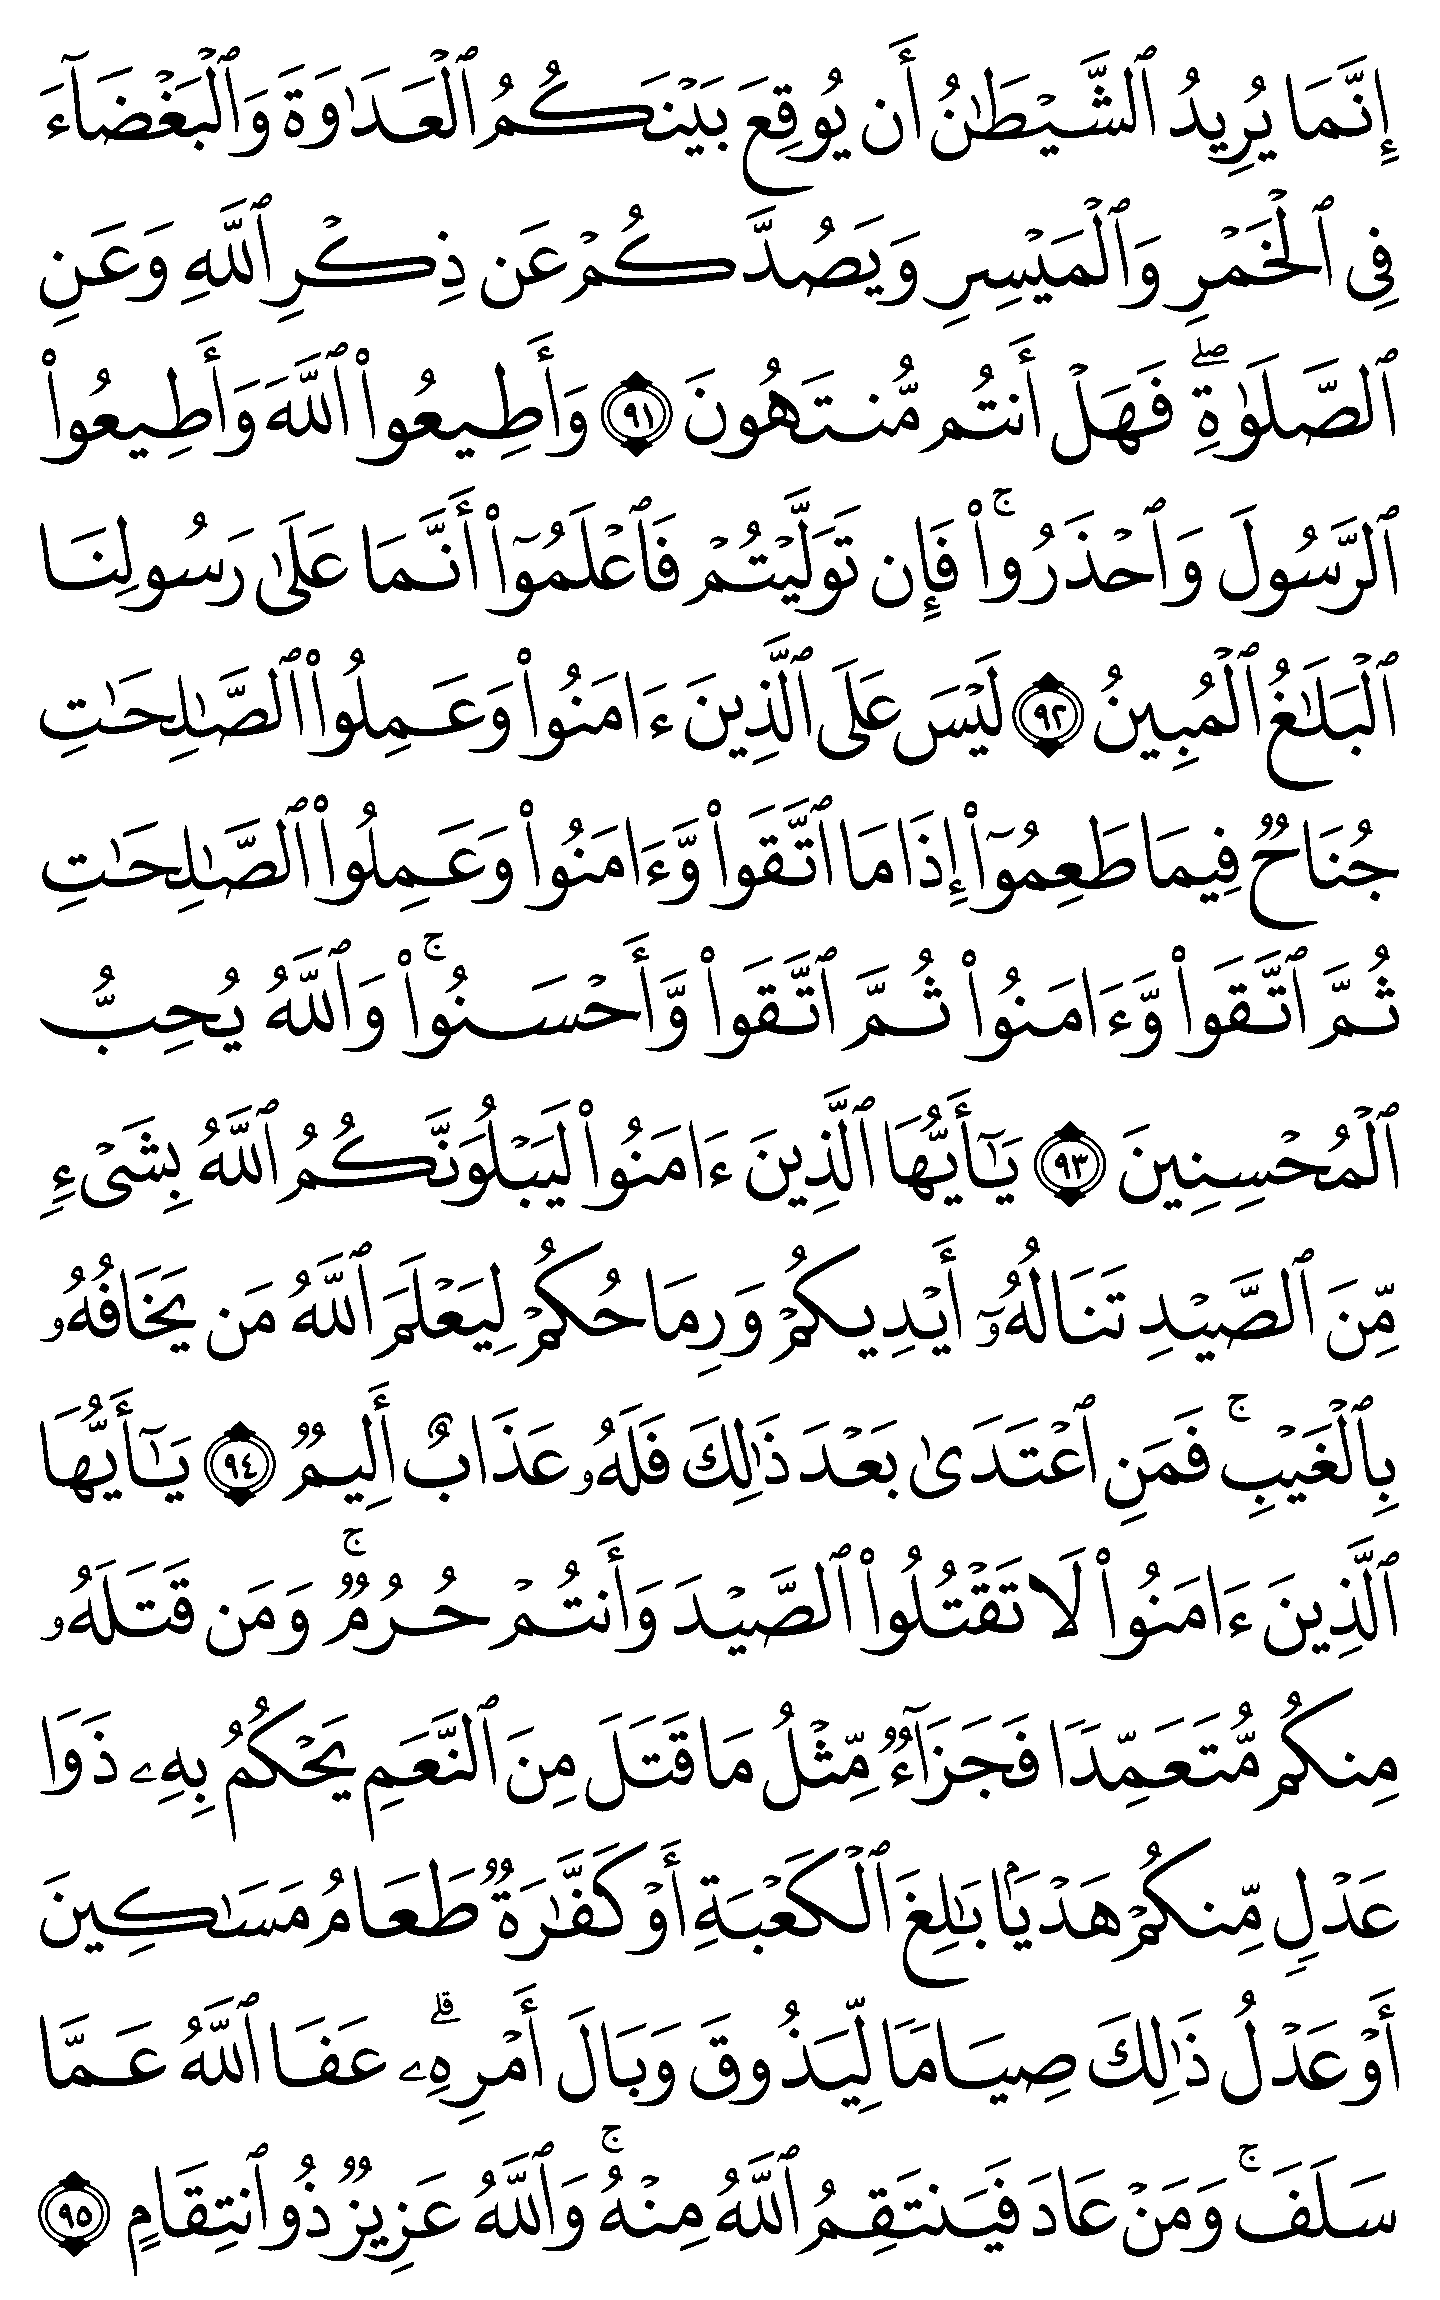 إِنَّمَا يُرِيدُ ٱلشَّيْطَٰنُ أَن يُوقِعَ بَيْنَكُمُ ٱلْعَدَٰوَةَ وَٱلْبَغْضَآءَ
فِى ٱلْخَمْرِ وَٱلْمَيْسِرِ وَيَصُدَّكُمْ عَن ذِكْرِ ٱللَّهِ وَعَنِ
ٱلصَّلَوٰةِ ۖ فَهَلْ أَنتُم مُّنتَهُونَ ٩١ وَأَطِيعُوا۟ ٱللَّهَ وَأَطِيعُوا۟
ٱلرَّسُولَ وَٱحْذَرُوا۟ ۚ فَإِن تَوَلَّيْتُمْ فَٱعْلَمُوٓا۟ أَنَّمَا عَلَىٰ رَسُولِنَا
ٱلْبَلَٰغُ ٱلْمُبِينُ ٩٢ لَيْسَ عَلَى ٱلَّذِينَ ءَامَنُوا۟ وَعَمِلُوا۟ ٱلصَّٰلِحَٰتِ
جُنَاحٌ فِيمَا طَعِمُوٓا۟ إِذَا مَا ٱتَّقَوا۟ وَّءَامَنُوا۟ وَعَمِلُوا۟ ٱلصَّٰلِحَٰتِ
ثُمَّ ٱتَّقَوا۟ وَّءَامَنُوا۟ ثُمَّ ٱتَّقَوا۟ وَّأَحْسَنُوا۟ ۚ وَٱللَّهُ يُحِبُّ
ٱلْمُحْسِنِينَ ٩٣ يَٰٓأَيُّهَا ٱلَّذِينَ ءَامَنُوا۟ لَيَبْلُوَنَّكُمُ ٱللَّهُ بِشَىْءٍ
مِّنَ ٱلصَّيْدِ تَنَالُهُۥٓ أَيْدِيكُمْ وَرِمَاحُكُمْ لِيَعْلَمَ ٱللَّهُ مَن يَخَافُهُۥ
بِٱلْغَيْبِ ۚ فَمَنِ ٱعْتَدَىٰ بَعْدَ ذَٰلِكَ فَلَهُۥ عَذَابٌ أَلِيمٌ ٩٤ يَٰٓأَيُّهَا
ٱلَّذِينَ ءَامَنُوا۟ لَا تَقْتُلُوا۟ ٱلصَّيْدَ وَأَنتُمْ حُرُمٌ ۚ وَمَن قَتَلَهُۥ
مِنكُم مُّتَعَمِّدًا فَجَزَآءٌ مِّثْلُ مَا قَتَلَ مِنَ ٱلنَّعَمِ يَحْكُمُ بِهِۦ ذَوَا
عَدْلٍ مِّنكُمْ هَدْيًۢا بَٰلِغَ ٱلْكَعْبَةِ أَوْ كَفَّٰرَةٌ طَعَامُ مَسَٰكِينَ
أَوْ عَدْلُ ذَٰلِكَ صِيَامًا لِّيَذُوقَ وَبَالَ أَمْرِهِۦ ۗ عَفَا ٱللَّهُ عَمَّا
سَلَفَ ۚ وَمَنْ عَادَ فَيَنتَقِمُ ٱللَّهُ مِنْهُ ۚ وَٱللَّهُ عَزِيزٌ ذُو ٱنتِقَامٍ ٩٥